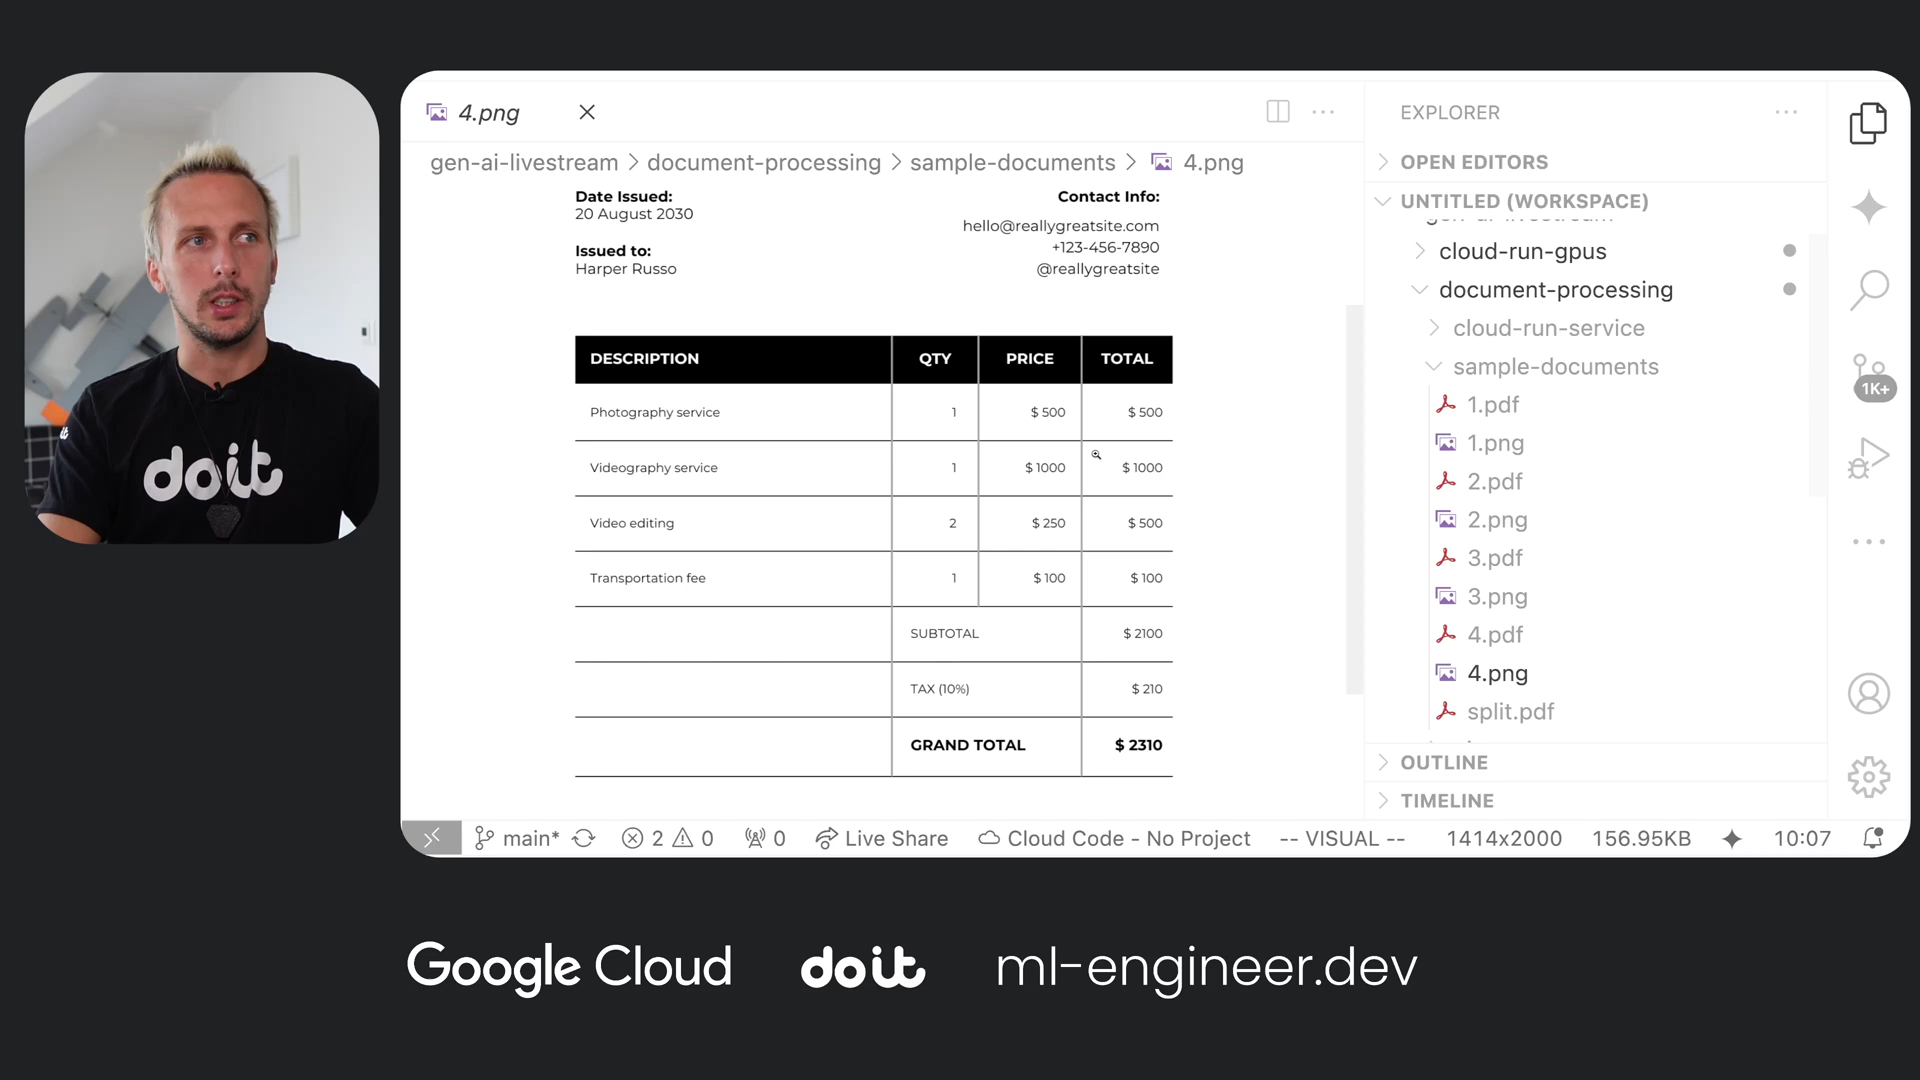 4.png
gen-ai-livestream > document-processing > sample-documents > 4.png
Date Issued:
20 August 2030
Issued to:
Harper Russo
Contact Info:
hello@reallygreatsite.com
+123-456-7890
@reallygreatsite
DESCRIPTION QTY PRICE TOTAL
Photography service 1 $ 500 $ 500
Videography service 1 $ 1000 $ 1000
Video editing 2 $ 250 $ 500
Transportation fee 1 $ 100 $ 100
SUBTOTAL $ 2100
TAX (10%) $ 210
GRAND TOTAL $ 2310
EXPLORER
OPEN EDITORS
UNTITLED (WORKSPACE)
gen-ai-livestream
cloud-run-gpus
document-processing
cloud-run-service
sample-documents
1.pdf
1.png
2.pdf
2.png
3.pdf
3.png
4.pdf
4.png
split.pdf
OUTLINE
TIMELINE
1K+
main* 2 0 0 Live Share Cloud Code - No Project -- VISUAL -- 1414x2000 156.95KB 10:07
doit
doit
Google Cloud doit ml-engineer.dev